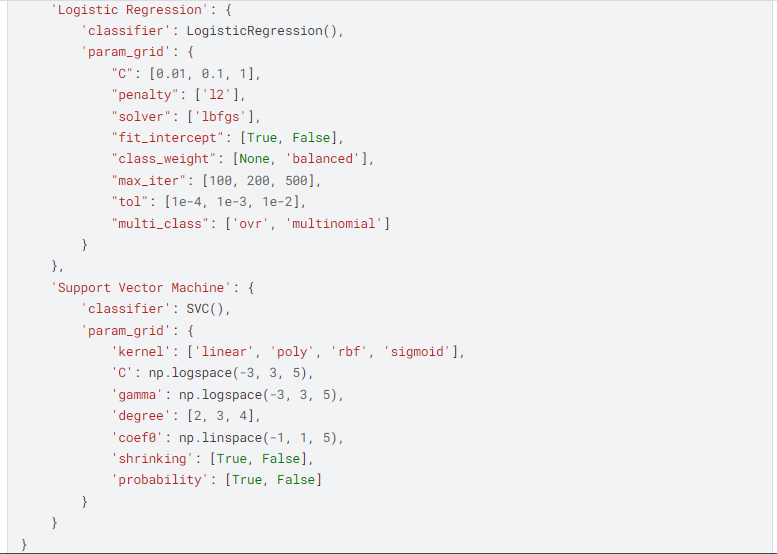 'Logistic Regression': {
'classifier': LogisticRegression(),
'param_grid': {
"C": [0.01, 0.1, 1],
"penalty": ['l2'],
"solver": ['lbfgs'],
"fit_intercept": [True, False],
"class_weight": [None, 'balanced'],
"max_iter": [100, 200, 500],
"tol": [1e-4, 1e-3, 1e-2],
"multi_class": ['ovr', 'multinomial']
}
},
'Support Vector Machine': {
'classifier': SVC(),
'param_grid': {
'kernel': ['linear', 'poly', 'rbf', 'sigmoid'],
'C': np.logspace(-3, 3, 5),
'gamma': np.logspace(-3, 3, 5),
'degree': [2, 3, 4],
'coef0': np.linspace(-1, 1, 5),
'shrinking': [True, False],
'probability': [True, False]
}
}
}